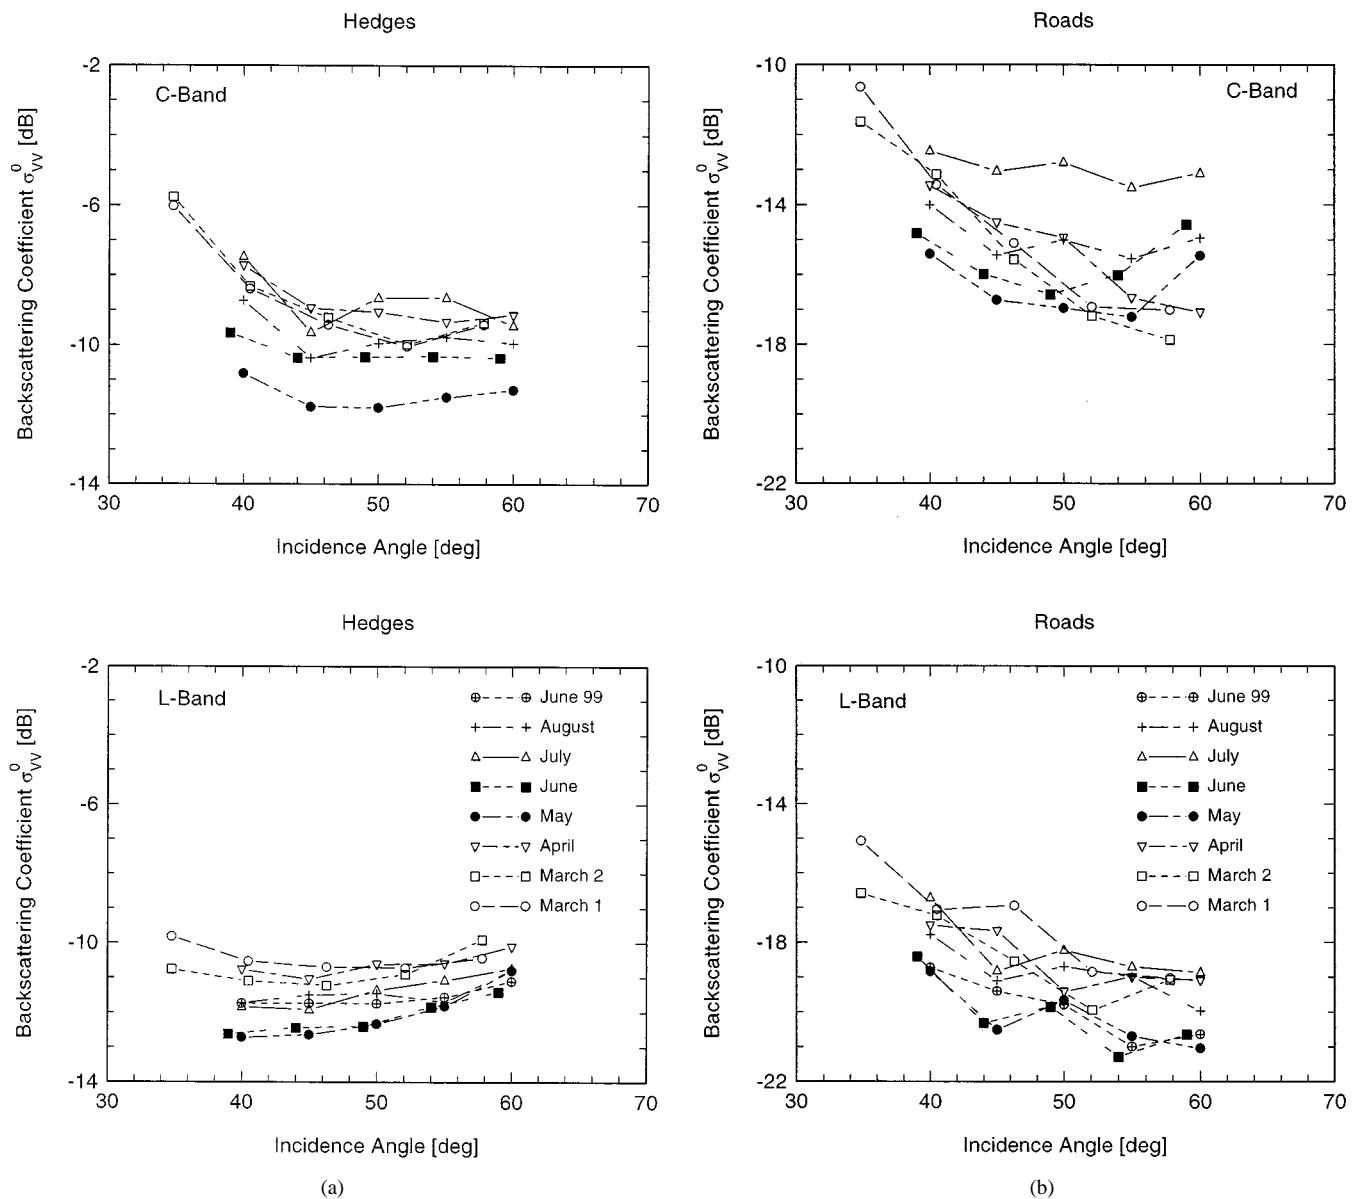 Hedges
-2
-6
-10
-14
30
40
50
60
70
C-Band
Backscattering Coefficient σ⁰VV [dB]
Incidence Angle [deg]
Roads
-10
-14
-18
-22
30
40
50
60
70
C-Band
Backscattering Coefficient σ⁰VV [dB]
Incidence Angle [deg]
Hedges
-2
-6
-10
-14
30
40
50
60
70
L-Band
June 99
August
July
June
May
April
March 2
March 1
Backscattering Coefficient σ⁰VV [dB]
Incidence Angle [deg]
(a)
Roads
-10
-14
-18
-22
30
40
50
60
70
L-Band
June 99
August
July
June
May
April
March 2
March 1
Backscattering Coefficient σ⁰VV [dB]
Incidence Angle [deg]
(b)